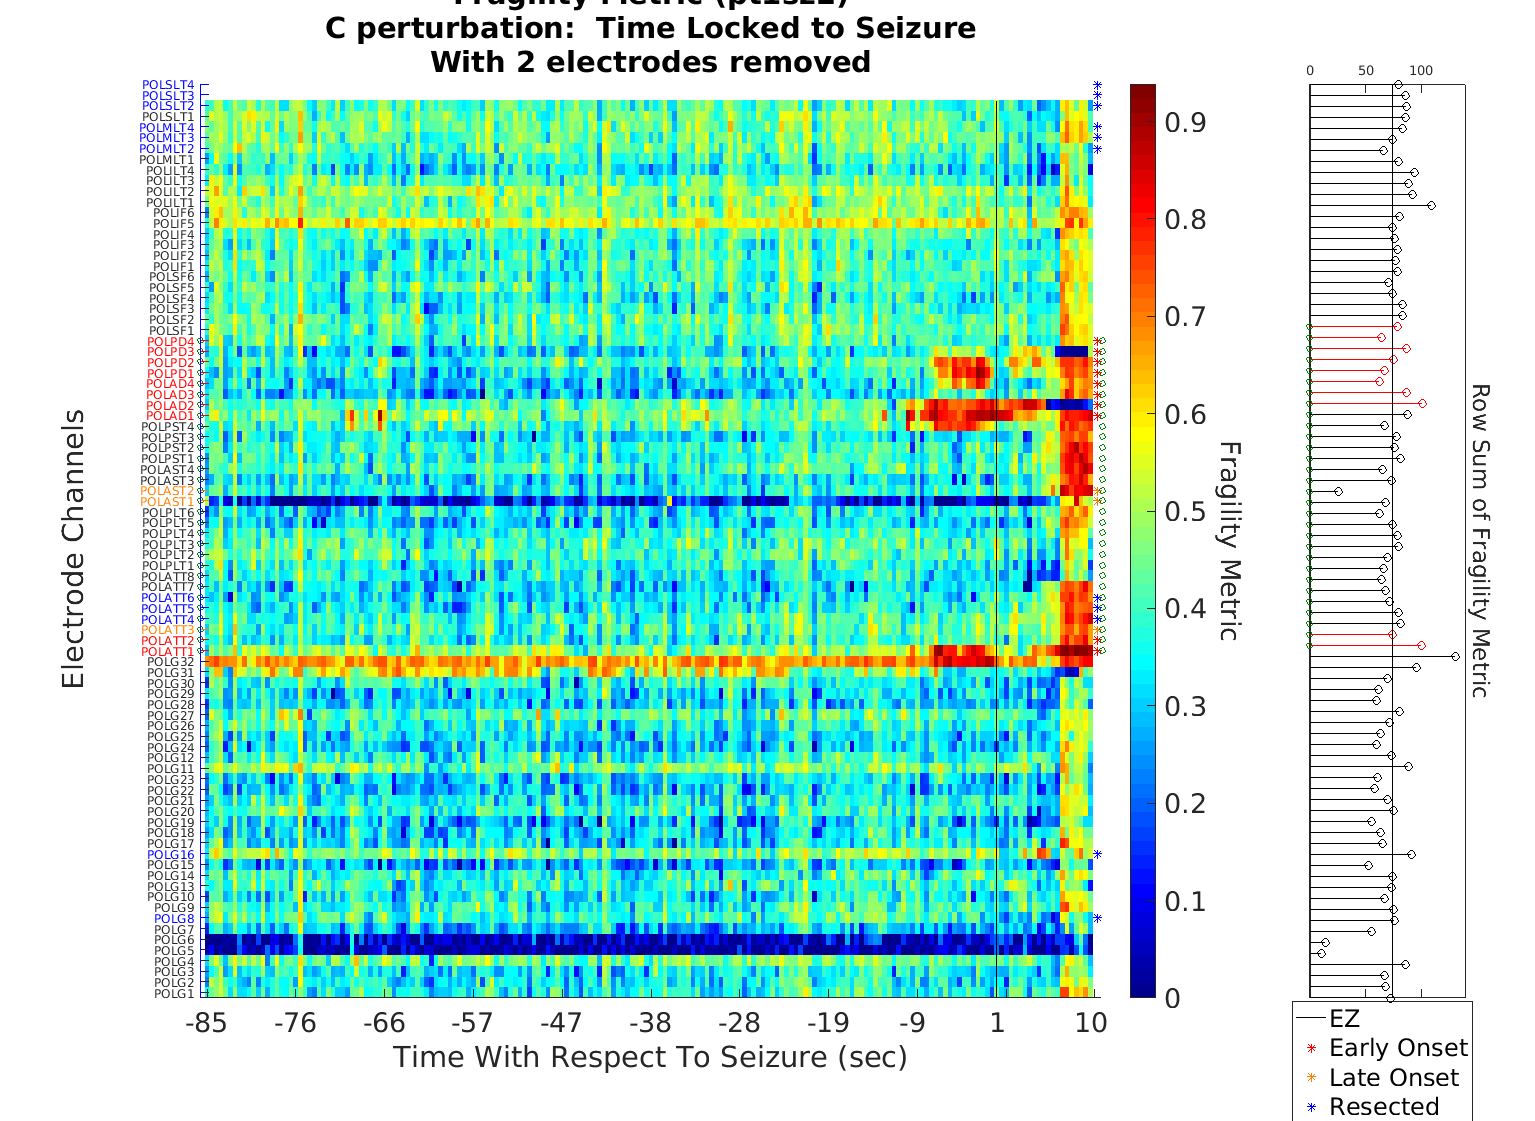 Fragility Metric (pt1sz2)
C perturbation:  Time Locked to Seizure
With 2 electrodes removed
POLSLT4
POLSLT3
POLSLT2
POLSLT1
POLMLT4
POLMLT3
POLMLT2
POLMLT1
POLILT4
POLILT3
POLILT2
POLILT1
POLIF6
POLIF5
POLIF4
POLIF3
POLIF2
POLIF1
POLSF6
POLSF5
POLSF4
POLSF3
POLSF2
POLSF1
POLPD4
POLPD3
POLPD2
POLPD1
POLAD4
POLAD3
POLAD2
POLAD1
POLPST4
POLPST3
POLPST2
POLPST1
POLAST4
POLAST3
POLAST2
POLAST1
POLPLT6
POLPLT5
POLPLT4
POLPLT3
POLPLT2
POLPLT1
POLATT8
POLATT7
POLATT6
POLATT5
POLATT4
POLATT3
POLATT2
POLATT1
POLG32
POLG31
POLG30
POLG29
POLG28
POLG27
POLG26
POLG25
POLG24
POLG12
POLG11
POLG23
POLG22
POLG21
POLG20
POLG19
POLG18
POLG17
POLG16
POLG15
POLG14
POLG13
POLG10
POLG9
POLG8
POLG7
POLG6
POLG5
POLG4
POLG3
POLG2
POLG1
Electrode Channels
-85 -76 -66 -57 -47 -38 -28 -19 -9 1 10
Time With Respect To Seizure (sec)
0.9
0.8
0.7
0.6
0.5
0.4
0.3
0.2
0.1
0
Fragility Metric
0 50 100
Row Sum of Fragility Metric
EZ
Early Onset
Late Onset
Resected